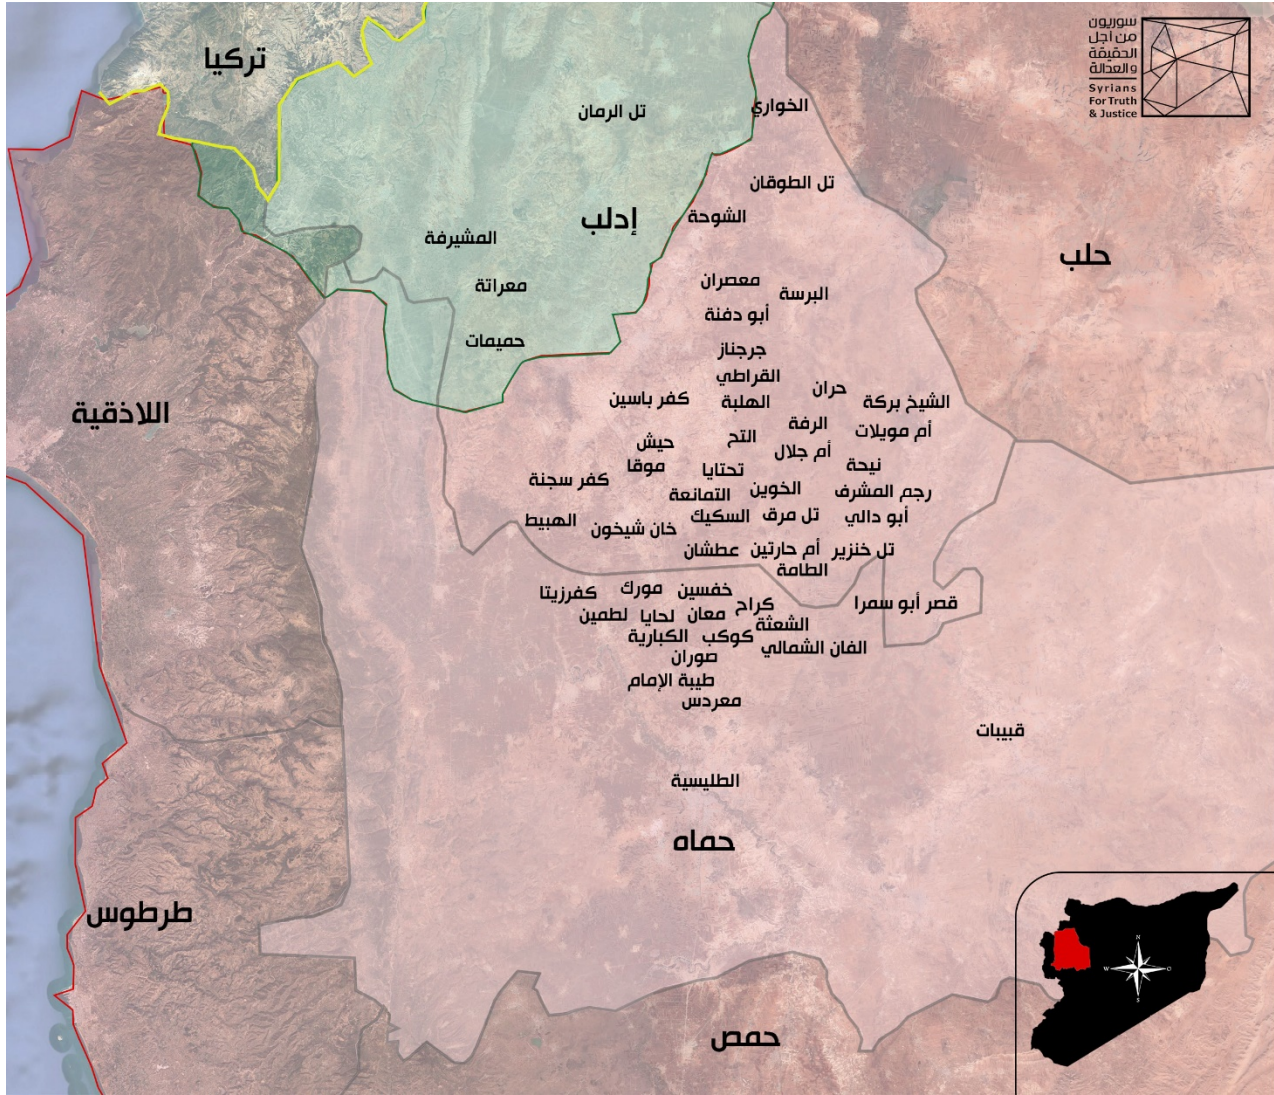 سوريون
من أجل
الحقيقة
والعدالة
Syrians
For Truth
& Justice
تركيا
تل الرمان
الخواري
تل الطوقان
إدلب
الشوحة
المشيرفة
حلب
معصران
معراتة
البرسة
أبو دفنة
حميمات
جرجناز
القراطي
حران
كفر باسين
الهلبة
الشيخ بركة
اللاذقية
الرفة
أم مويلات
التح
حيش
أم جلال
موقا
تحتايا
نيحة
كفر سجنة
التمانعة
الخوين
رجم المشرف
الهبيط
خان شيخون
السكيك
تل مرق
أبو دالي
عطشان
أم حارتين
تل خنزير
الطامة
كفرزيتا
مورك
خفسين
كراح
قصر أبو سمرا
لطمين
لحايا
معان
الشعثة
الكبارية
كوكب
الفان الشمالي
صوران
طيبة الإمام
معردس
قبيبات
الطليسية
حماه
طرطوس
حمص
N
W
O
S